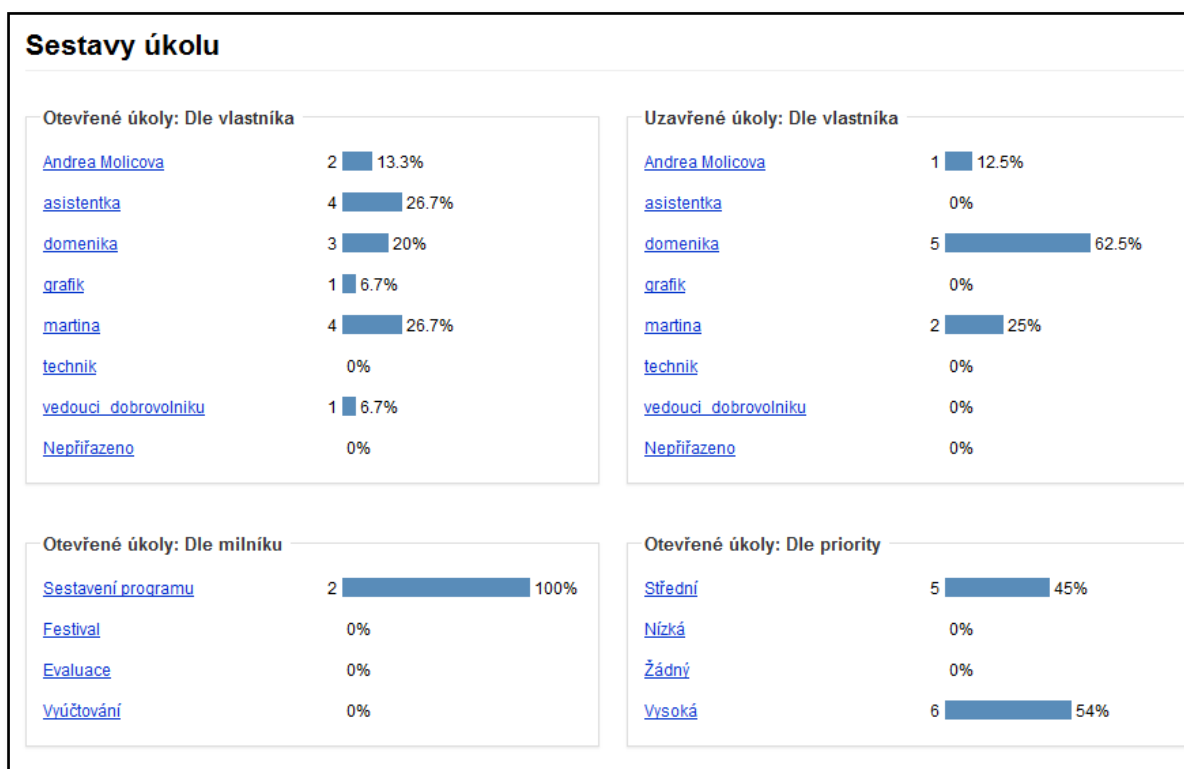 Sestavy úkolu
Otevřené úkoly: Dle vlastníka
Andrea Molicova 2 13.3%
asistentka 4 26.7%
domenika 3 20%
grafik 1 6.7%
martina 4 26.7%
technik 0%
vedouci_dobrovolniku 1 6.7%
Nepřiřazeno 0%
Uzavřené úkoly: Dle vlastníka
Andrea Molicova 1 12.5%
asistentka 0%
domenika 5 62.5%
grafik 0%
martina 2 25%
technik 0%
vedouci_dobrovolniku 0%
Nepřiřazeno 0%
Otevřené úkoly: Dle milníku
Sestavení programu 2 100%
Festival 0%
Evaluace 0%
Vyúčtování 0%
Otevřené úkoly: Dle priority
Střední 5 45%
Nízká 0%
Žádný 0%
Vysoká 6 54%